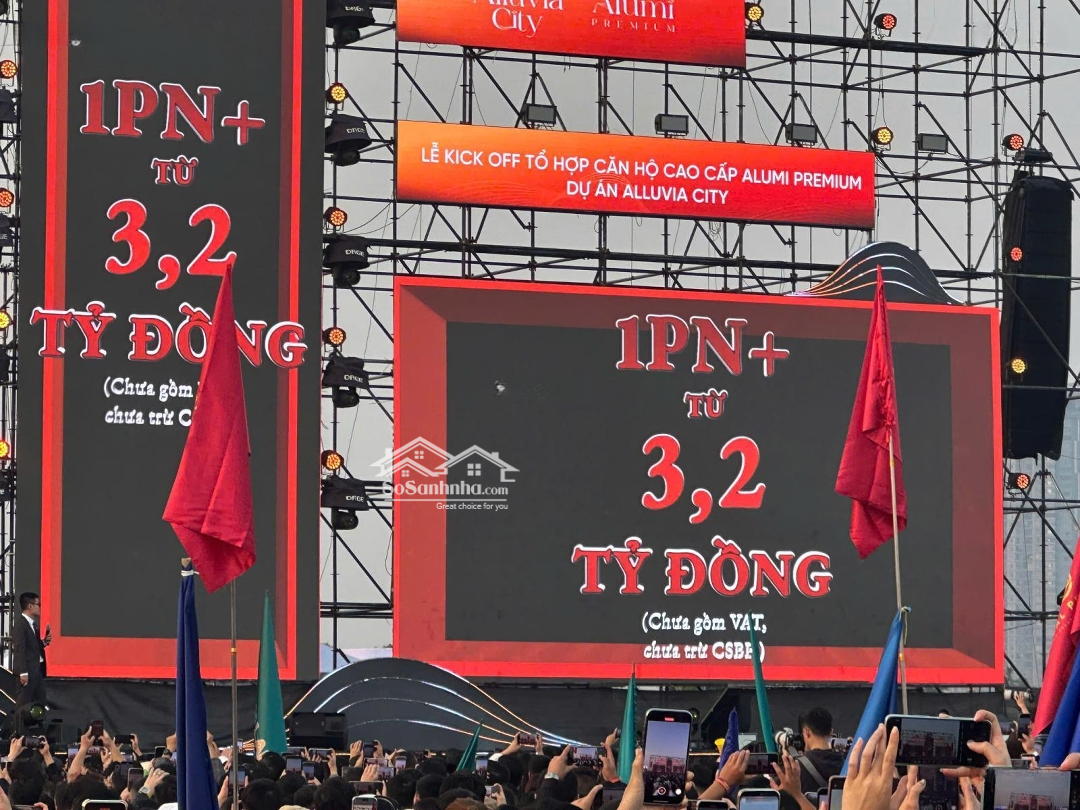 1PN+
TỪ
3,2
TỶ ĐỒNG
(Chưa gồm
chưa trừ
Alluvia
City
Alumi
PREMIUM
LỄ KICK OFF TỔ HỢP CĂN HỘ CAO CẤP ALUMI PREMIUM
DỰ ÁN ALLUVIA CITY
1PN+
TỪ
3,2
TỶ ĐỒNG
(Chưa gồm VAT,
chưa trừ CSBH)
SoSanhnha.com
Great choice for you